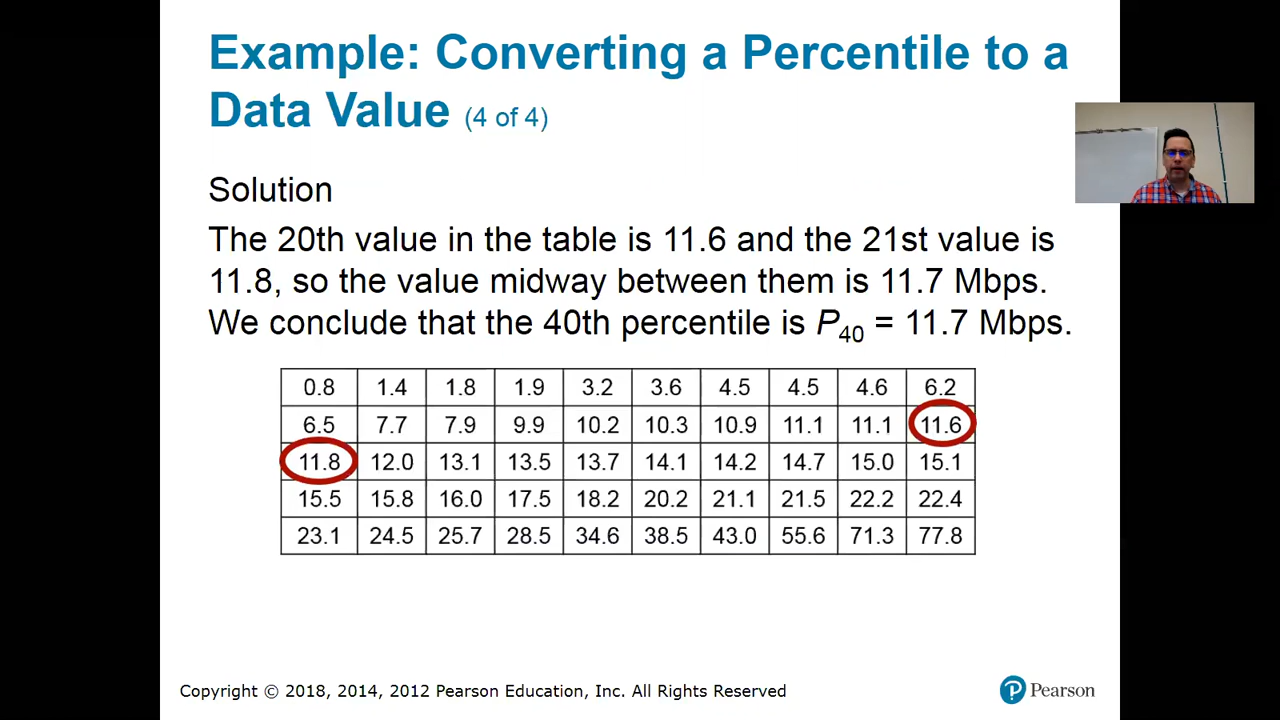 Example: Converting a Percentile to a
Data Value (4 of 4)
Solution
The 20th value in the table is 11.6 and the 21st value is
11.8, so the value midway between them is 11.7 Mbps.
We conclude that the 40th percentile is P40 = 11.7 Mbps.
0.8 1.4 1.8 1.9 3.2 3.6 4.5 4.5 4.6 6.2
6.5 7.7 7.9 9.9 10.2 10.3 10.9 11.1 11.1 11.6
11.8 12.0 13.1 13.5 13.7 14.1 14.2 14.7 15.0 15.1
15.5 15.8 16.0 17.5 18.2 20.2 21.1 21.5 22.2 22.4
23.1 24.5 25.7 28.5 34.6 38.5 43.0 55.6 71.3 77.8
Copyright © 2018, 2014, 2012 Pearson Education, Inc. All Rights Reserved
P Pearson